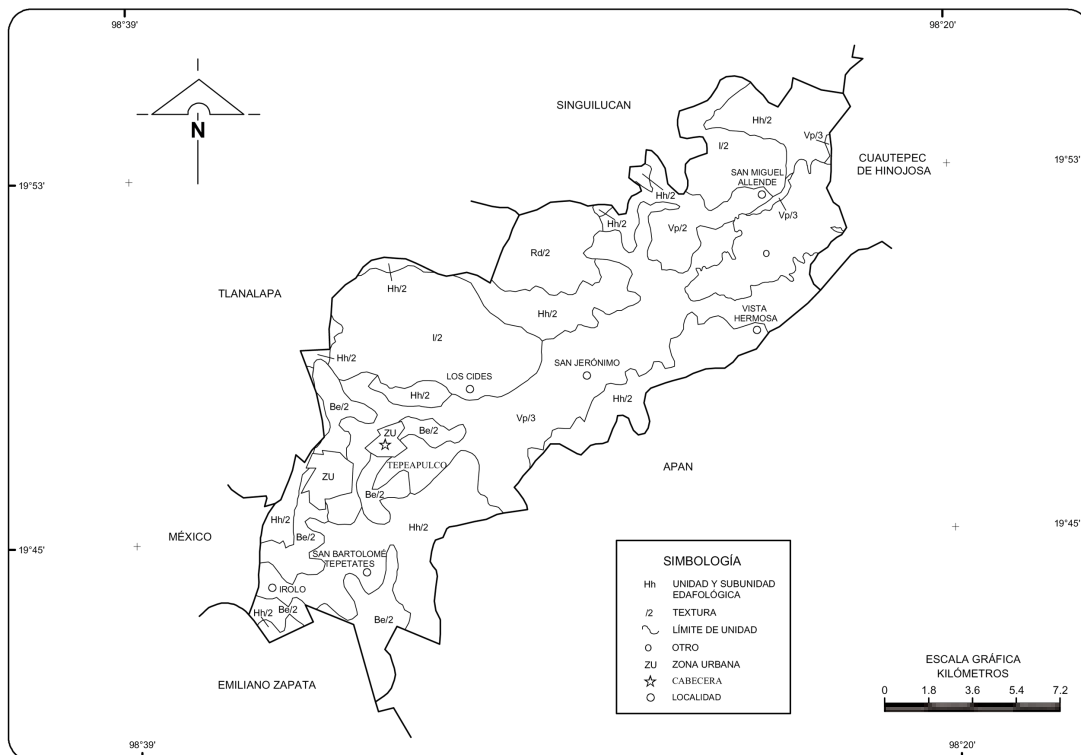 98°39'
98°20'
N
SINGUILUCAN
Hh/2
Vp/3
I/2
CUAUTEPEC
DE HINOJOSA
19°53'
19°53'
SAN MIGUEL
ALLENDE
Hh/2
Vp/3
Hh/2
Vp/2
Rd/2
Hh/2
TLANALAPA
Hh/2
VISTA
HERMOSA
I/2
Hh/2
SAN JERÓNIMO
LOS CIDES
Hh/2
Hh/2
Be/2
Vp/3
ZU
Be/2
TEPEAPULCO
APAN
ZU
Be/2
Hh/2
Hh/2
MÉXICO
Be/2
19°45'
19°45'
SAN BARTOLOMÉ
TEPETATES
IROLO
Hh/2
Be/2
Be/2
EMILIANO ZAPATA
SIMBOLOGÍA
Hh UNIDAD Y SUBUNIDAD
EDAFOLÓGICA
/2 TEXTURA
LÍMITE DE UNIDAD
OTRO
ZU ZONA URBANA
CABECERA
LOCALIDAD
ESCALA GRÁFICA
KILÓMETROS
0 1.8 3.6 5.4 7.2
98°39'
98°20'